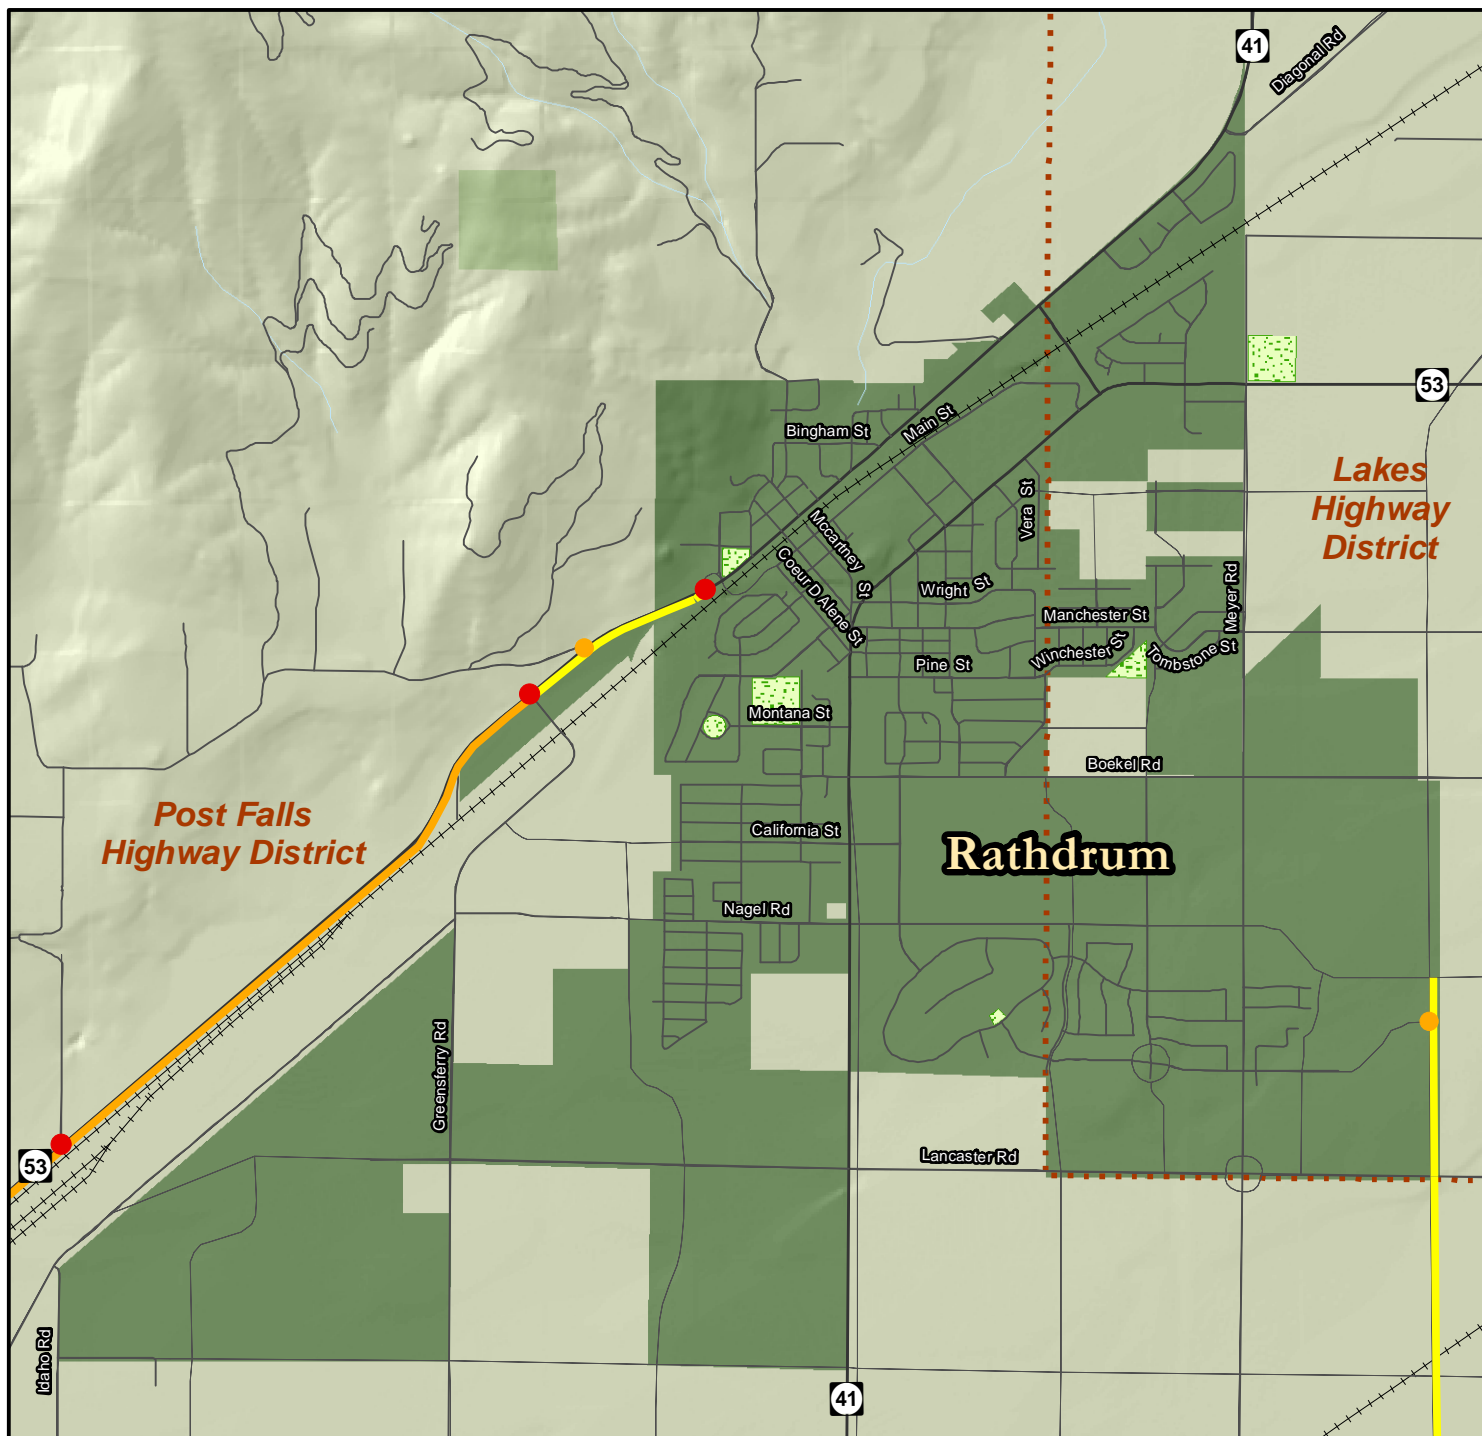 41
Diagonal Rd
53
Bingham St
Main St
Lakes
Highway
District
Vera St
Mccartney St
Coeur D Alene St
Wright St
Meyer Rd
Manchester St
Winchester St
Tombstone St
Pine St
Montana St
Boekel Rd
Post Falls
Highway District
California St
Rathdrum
Nagel Rd
Greensferry Rd
Lancaster Rd
53
Idaho Rd
41